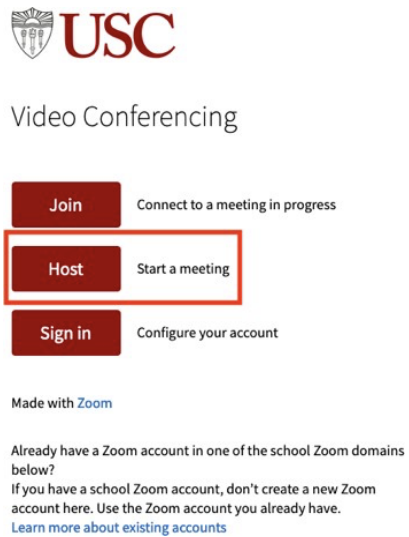 USC
Video Conferencing
Join Connect to a meeting in progress
Host Start a meeting
Sign in Configure your account
Made with Zoom
Already have a Zoom account in one of the school Zoom domains
below?
If you have a school Zoom account, don't create a new Zoom
account here. Use the Zoom account you already have.
Learn more about existing accounts